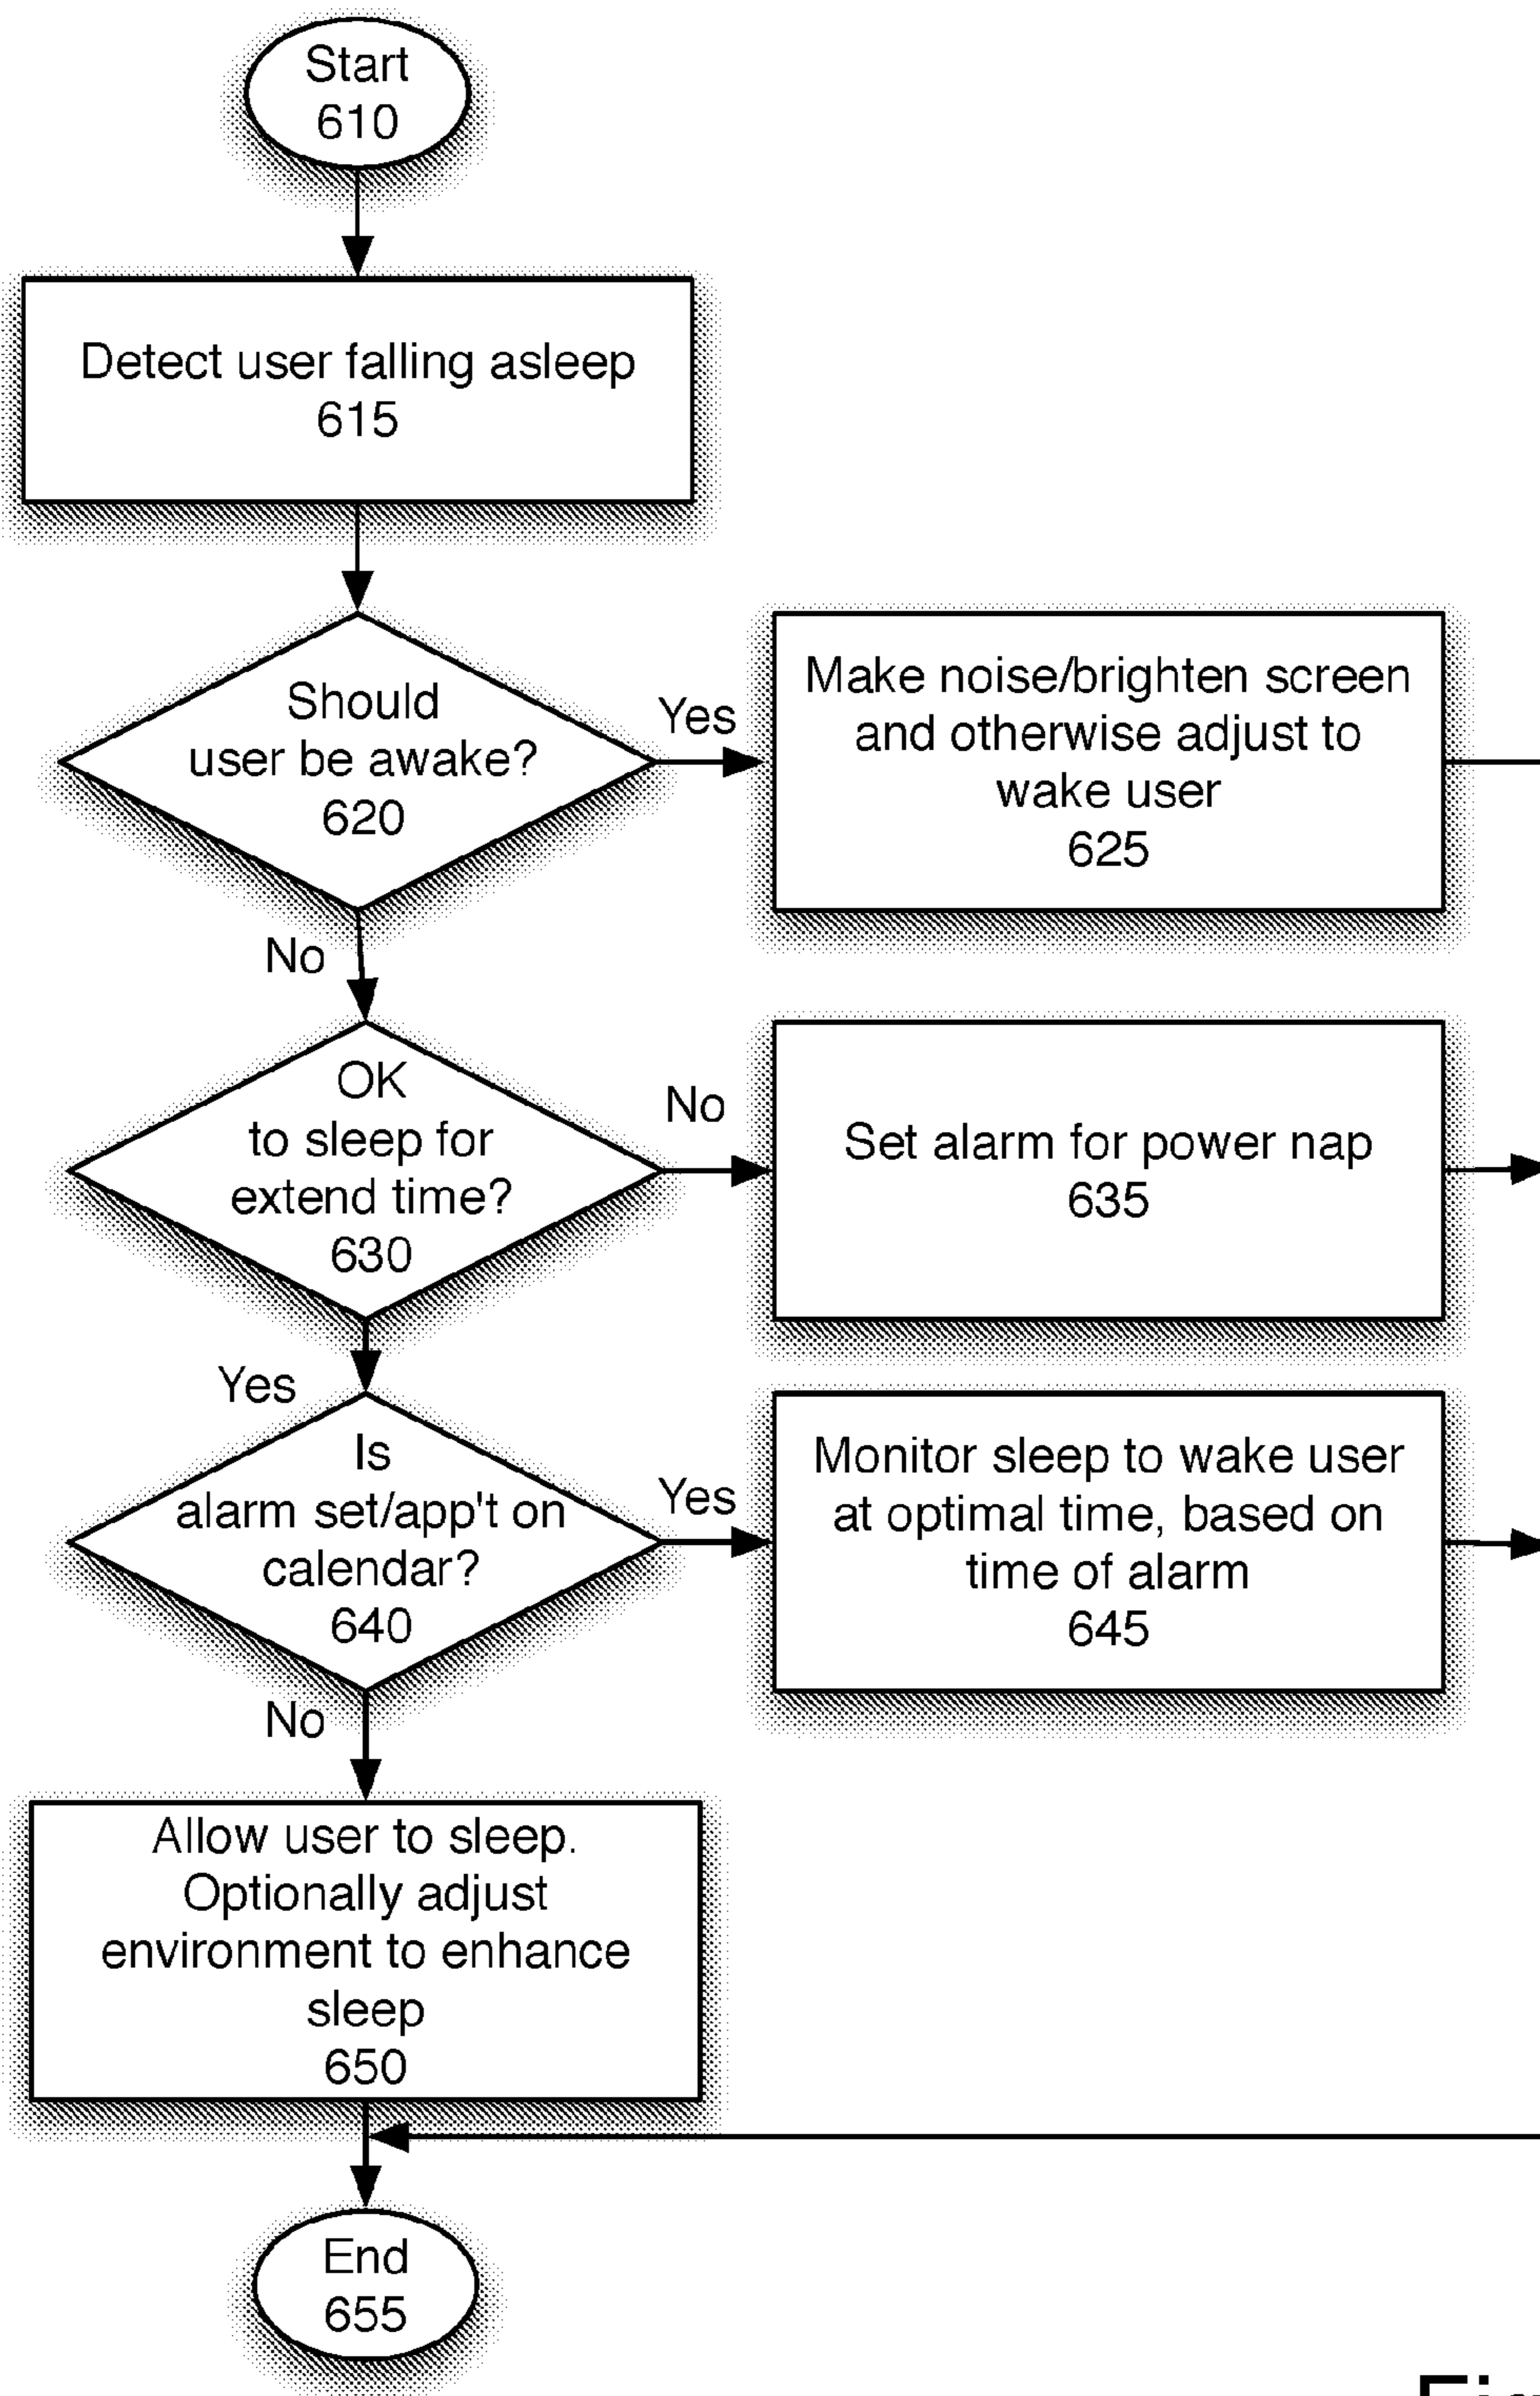 Start
610
Detect user falling asleep
615
Should
user be awake?
620
Yes
Make noise/brighten screen
and otherwise adjust to
wake user
625
No
OK
to sleep for
extend time?
630
No
Set alarm for power nap
635
Yes
Is
alarm set/app't on
calendar?
640
Yes
Monitor sleep to wake user
at optimal time, based on
time of alarm
645
No
Allow user to sleep.
Optionally adjust
environment to enhance
sleep
650
End
655